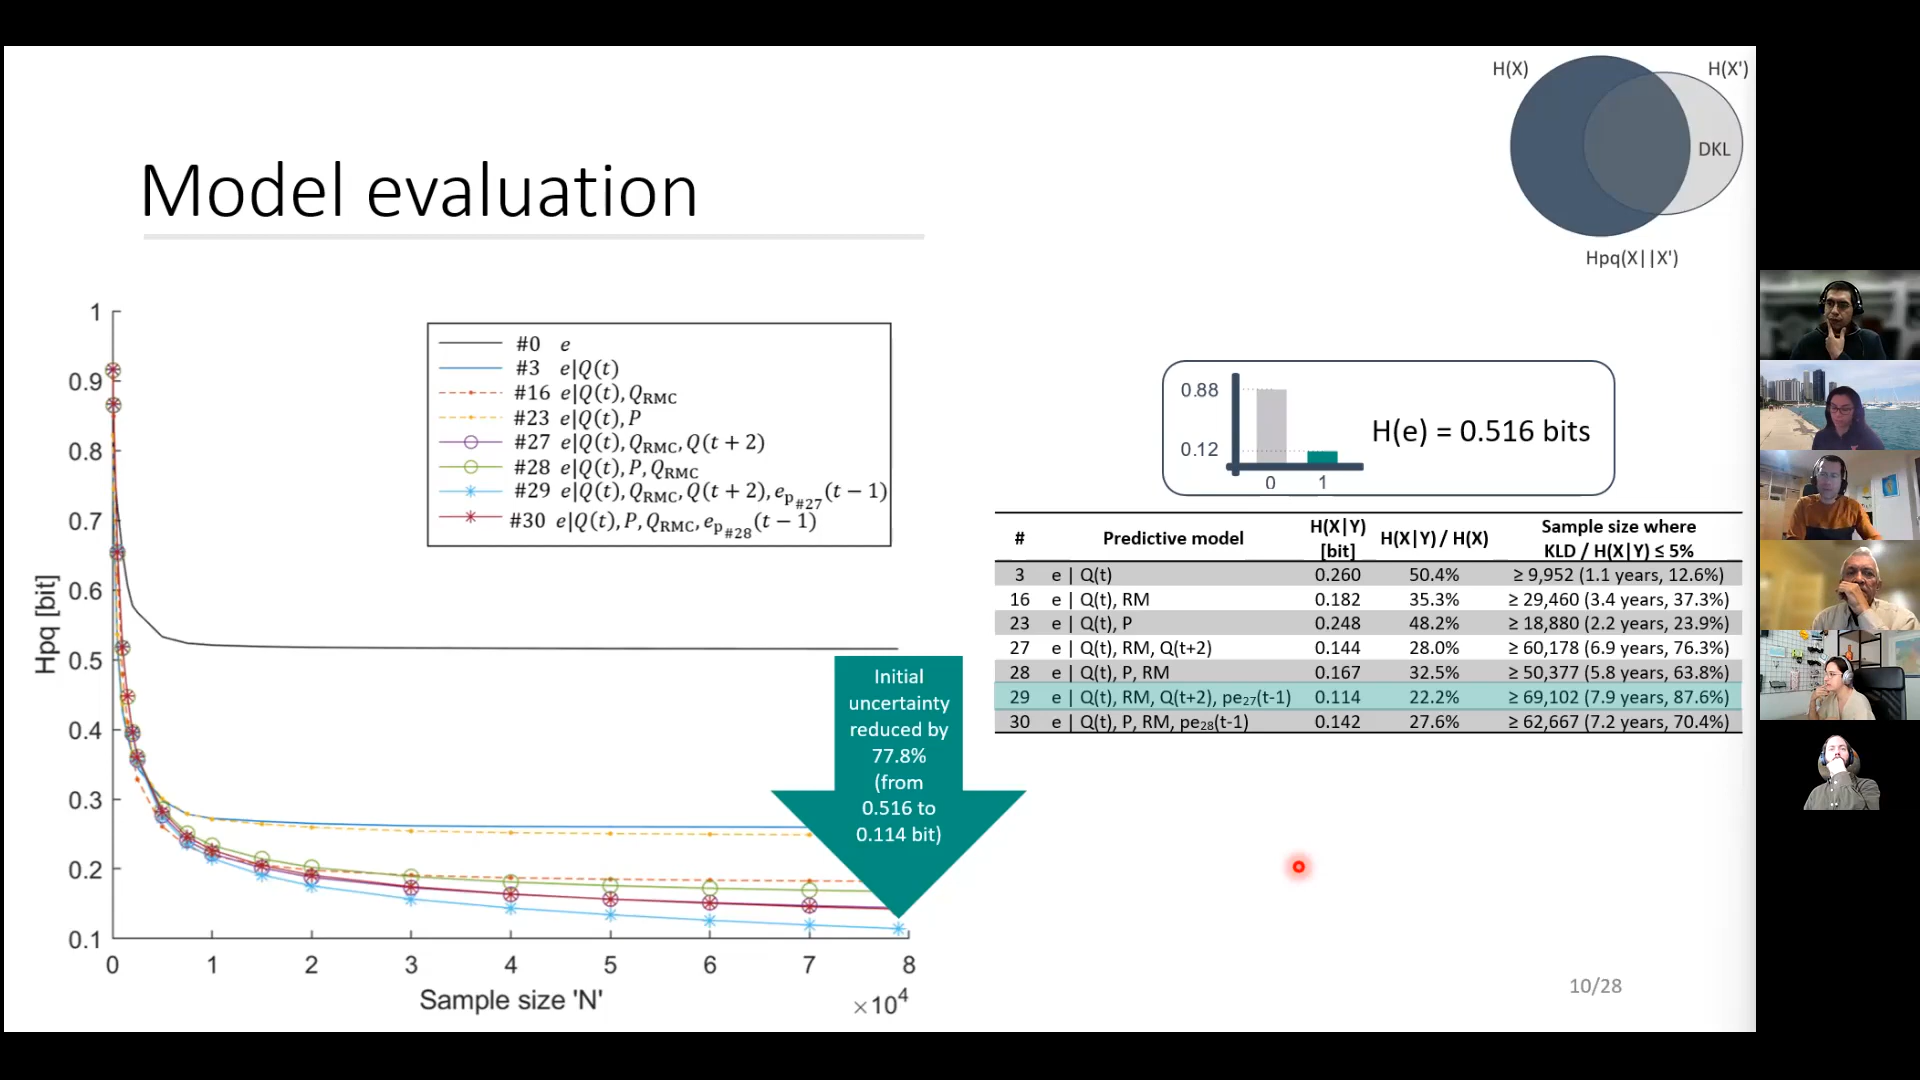 H(X)
H(X')
DKL
Hpq(X||X')
Model evaluation
1
0.9
0.8
0.7
0.6
0.5
0.4
0.3
0.2
0.1
Hpq [bit]
0 1 2 3 4 5 6 7 8
Sample size 'N'
×10⁴
#0 e
#3 e|Q(t)
#16 e|Q(t), Q_RMC
#23 e|Q(t), P
#27 e|Q(t), Q_RMC, Q(t + 2)
#28 e|Q(t), P, Q_RMC
#29 e|Q(t), Q_RMC, Q(t + 2), e_p#27(t − 1)
#30 e|Q(t), P, Q_RMC, e_p#28(t − 1)
Initial
uncertainty
reduced by
77.8%
(from
0.516 to
0.114 bit)
0.88
0.12
0 1
H(e) = 0.516 bits
# Predictive model H(X|Y) [bit] H(X|Y) / H(X) Sample size where KLD / H(X|Y) ≤ 5%
3 e | Q(t) 0.260 50.4% ≥ 9,952 (1.1 years, 12.6%)
16 e | Q(t), RM 0.182 35.3% ≥ 29,460 (3.4 years, 37.3%)
23 e | Q(t), P 0.248 48.2% ≥ 18,880 (2.2 years, 23.9%)
27 e | Q(t), RM, Q(t+2) 0.144 28.0% ≥ 60,178 (6.9 years, 76.3%)
28 e | Q(t), P, RM 0.167 32.5% ≥ 50,377 (5.8 years, 63.8%)
29 e | Q(t), RM, Q(t+2), pe₂₇(t-1) 0.114 22.2% ≥ 69,102 (7.9 years, 87.6%)
30 e | Q(t), P, RM, pe₂₈(t-1) 0.142 27.6% ≥ 62,667 (7.2 years, 70.4%)
10/28